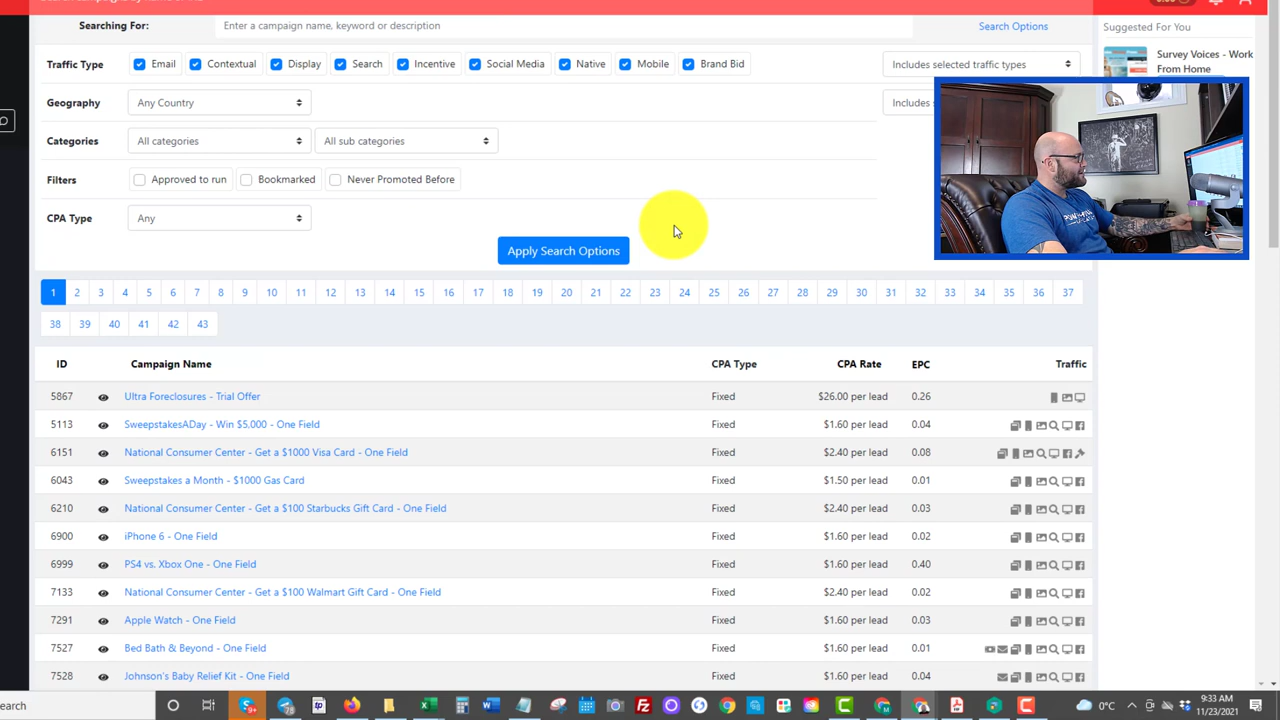 Searching For: Enter a campaign name, keyword or description Search Options
Suggested For You
Survey Voices - Work From Home
Traffic Type Email Contextual Display Search Incentive Social Media Native Mobile Brand Bid Includes selected traffic types
Geography Any Country Includes s
Categories All categories All sub categories
Filters Approved to run Bookmarked Never Promoted Before
CPA Type Any
Apply Search Options
1 2 3 4 5 6 7 8 9 10 11 12 13 14 15 16 17 18 19 20 21 22 23 24 25 26 27 28 29 30 31 32 33 34 35 36 37
38 39 40 41 42 43
ID Campaign Name CPA Type CPA Rate EPC Traffic
5867 Ultra Foreclosures - Trial Offer Fixed $26.00 per lead 0.26
5113 SweepstakesADay - Win $5,000 - One Field Fixed $1.60 per lead 0.04
6151 National Consumer Center - Get a $1000 Visa Card - One Field Fixed $2.40 per lead 0.08
6043 Sweepstakes a Month - $1000 Gas Card Fixed $1.50 per lead 0.01
6210 National Consumer Center - Get a $100 Starbucks Gift Card - One Field Fixed $2.40 per lead 0.03
6900 iPhone 6 - One Field Fixed $1.60 per lead 0.02
6999 PS4 vs. Xbox One - One Field Fixed $1.60 per lead 0.40
7133 National Consumer Center - Get a $100 Walmart Gift Card - One Field Fixed $2.40 per lead 0.02
7291 Apple Watch - One Field Fixed $1.60 per lead 0.03
7527 Bed Bath & Beyond - One Field Fixed $1.60 per lead 0.01
7528 Johnson's Baby Relief Kit - One Field Fixed $1.60 per lead 0.04
earch 0°C 9:33 AM
11/23/2021